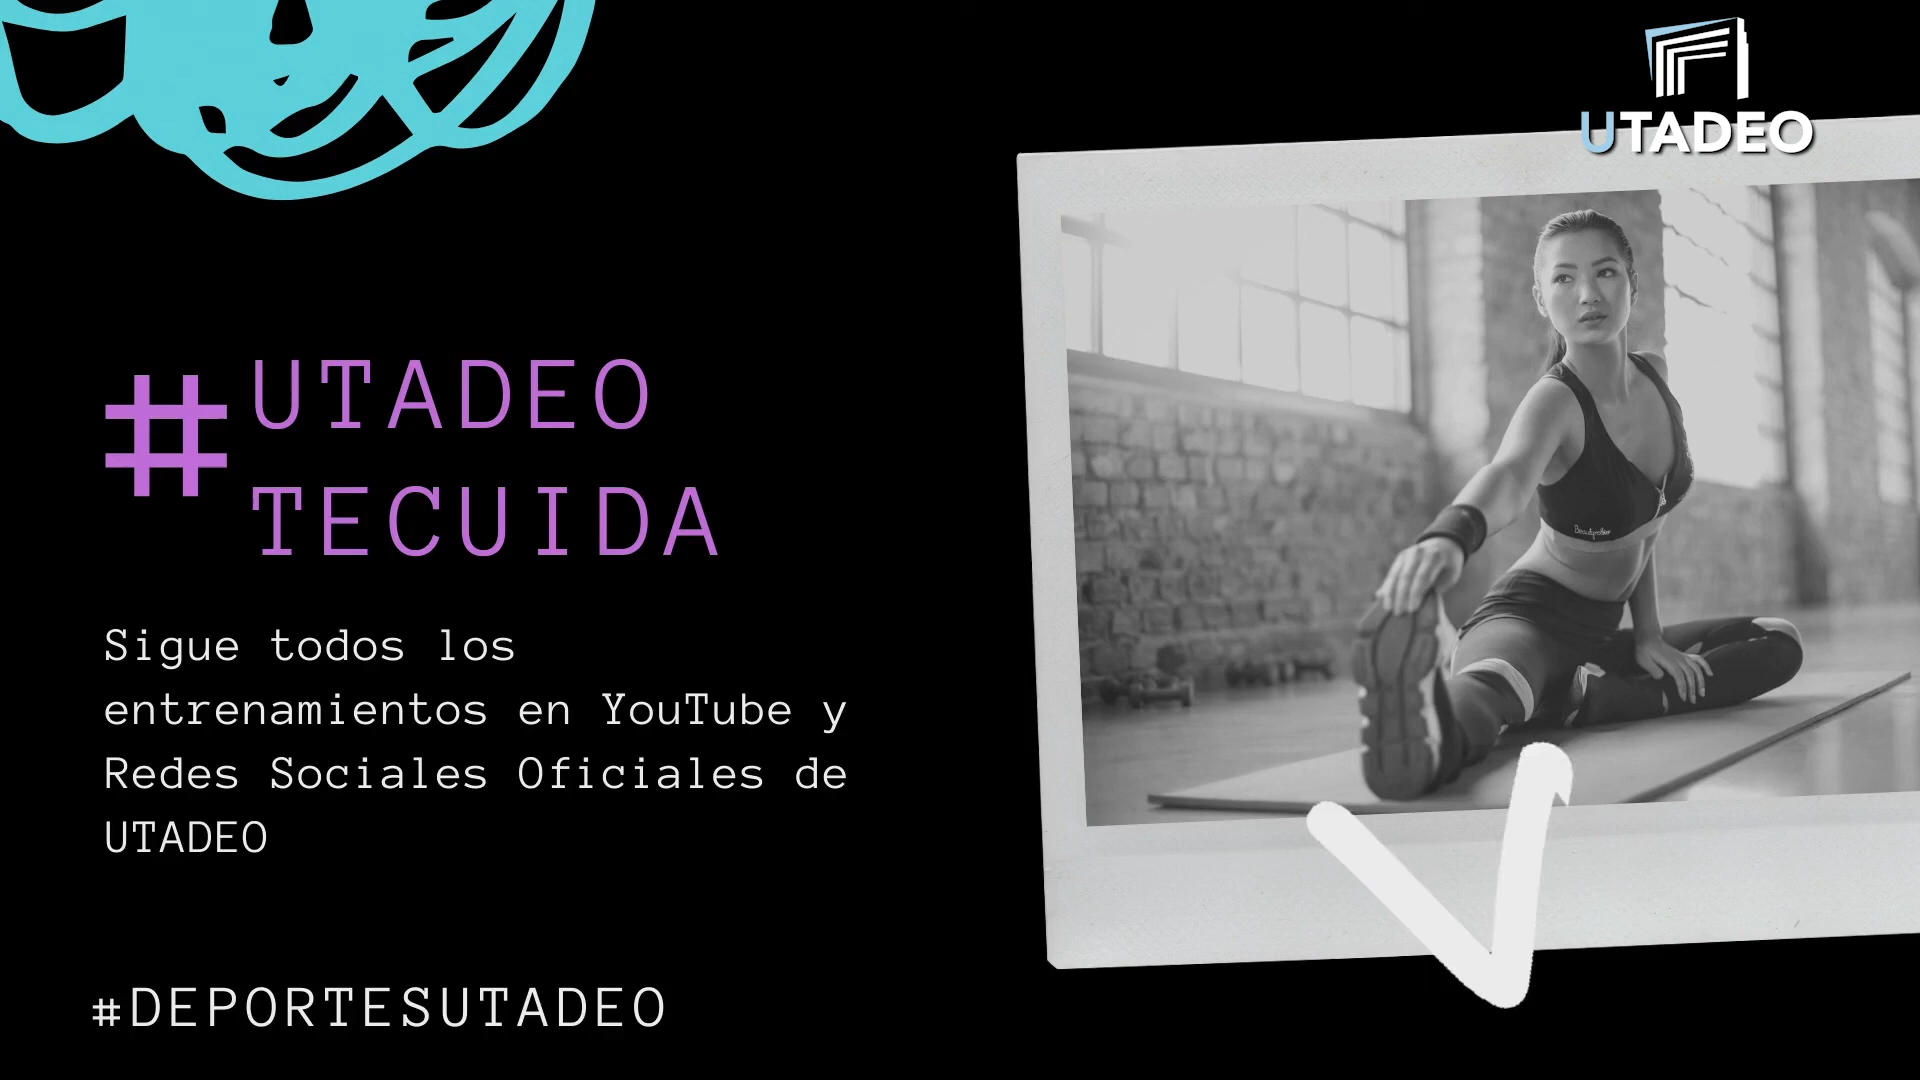 UTADEO
#UTADEO
TECUIDA
Sigue todos los
entrenamientos en YouTube y
Redes Sociales Oficiales de
UTADEO
#DEPORTESUTADEO